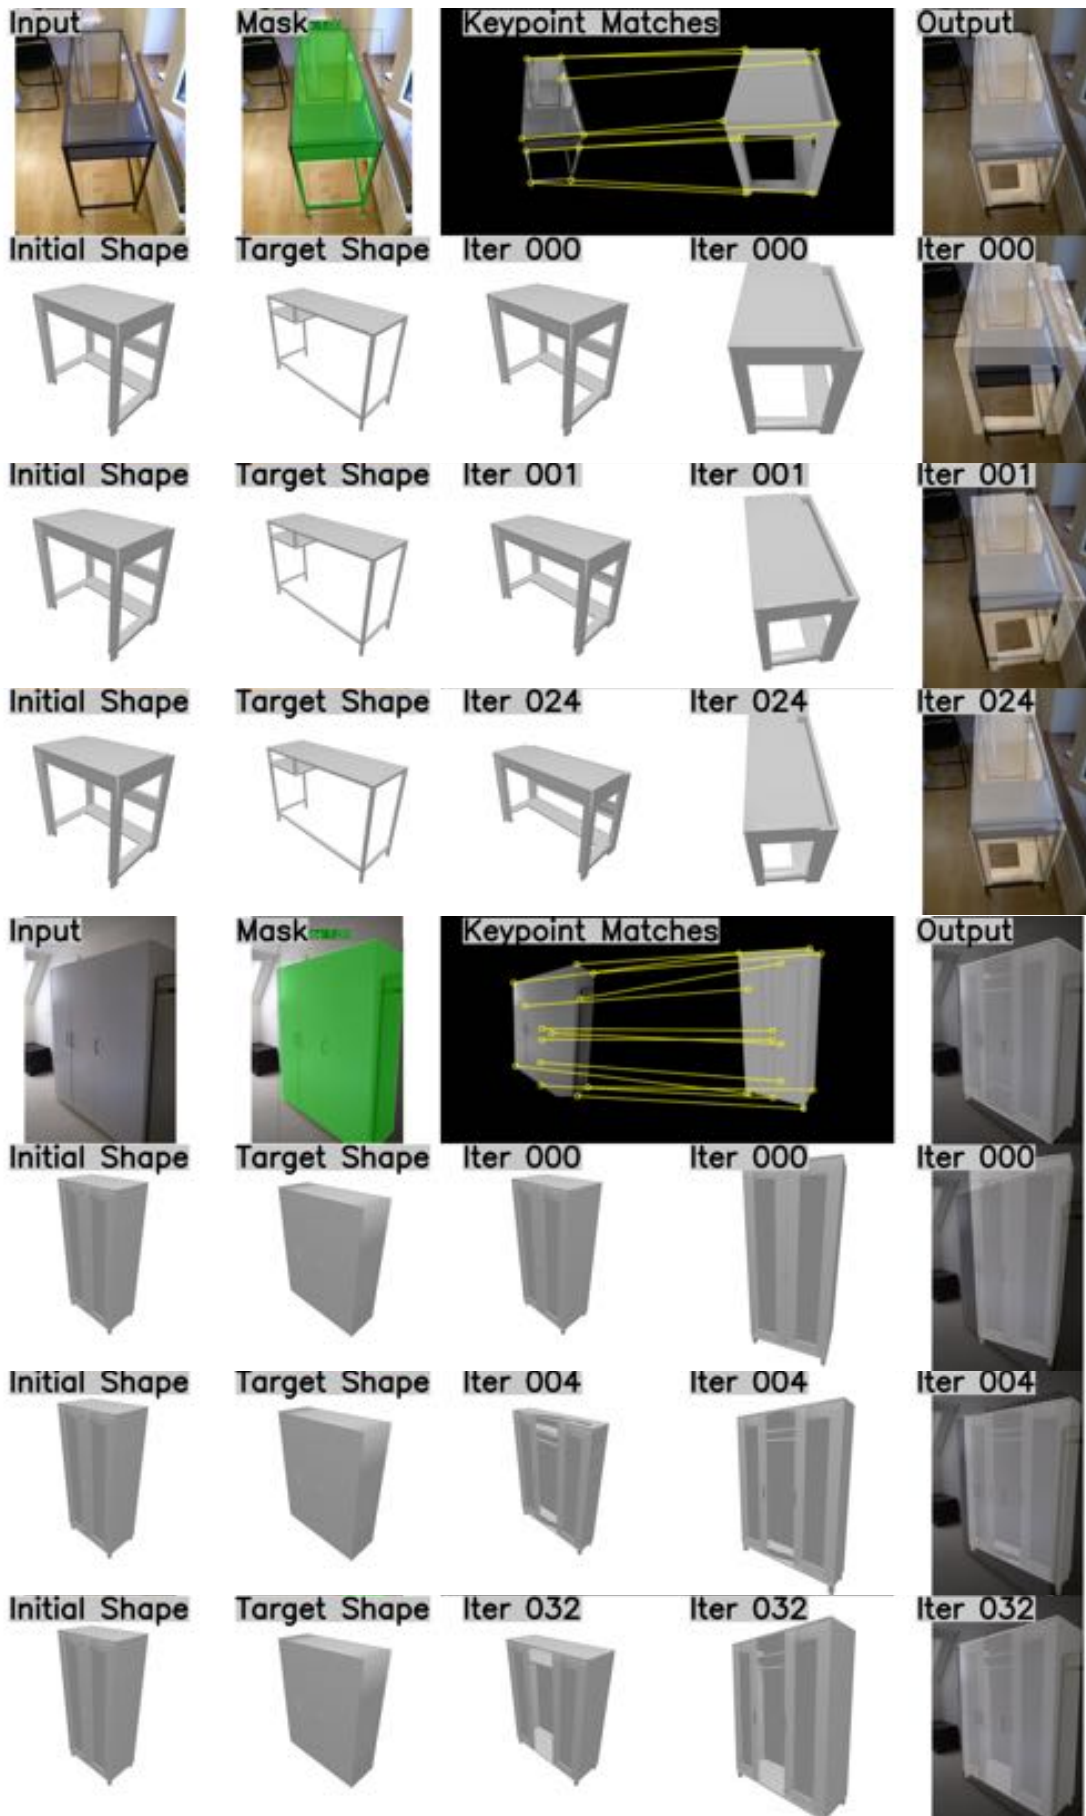 Input Mask Keypoint Matches Output
Initial Shape Target Shape Iter 000 Iter 000 Iter 000
Initial Shape Target Shape Iter 001 Iter 001 Iter 001
Initial Shape Target Shape Iter 024 Iter 024 Iter 024
Input Mask Keypoint Matches Output
Initial Shape Target Shape Iter 000 Iter 000 Iter 000
Initial Shape Target Shape Iter 004 Iter 004 Iter 004
Initial Shape Target Shape Iter 032 Iter 032 Iter 032